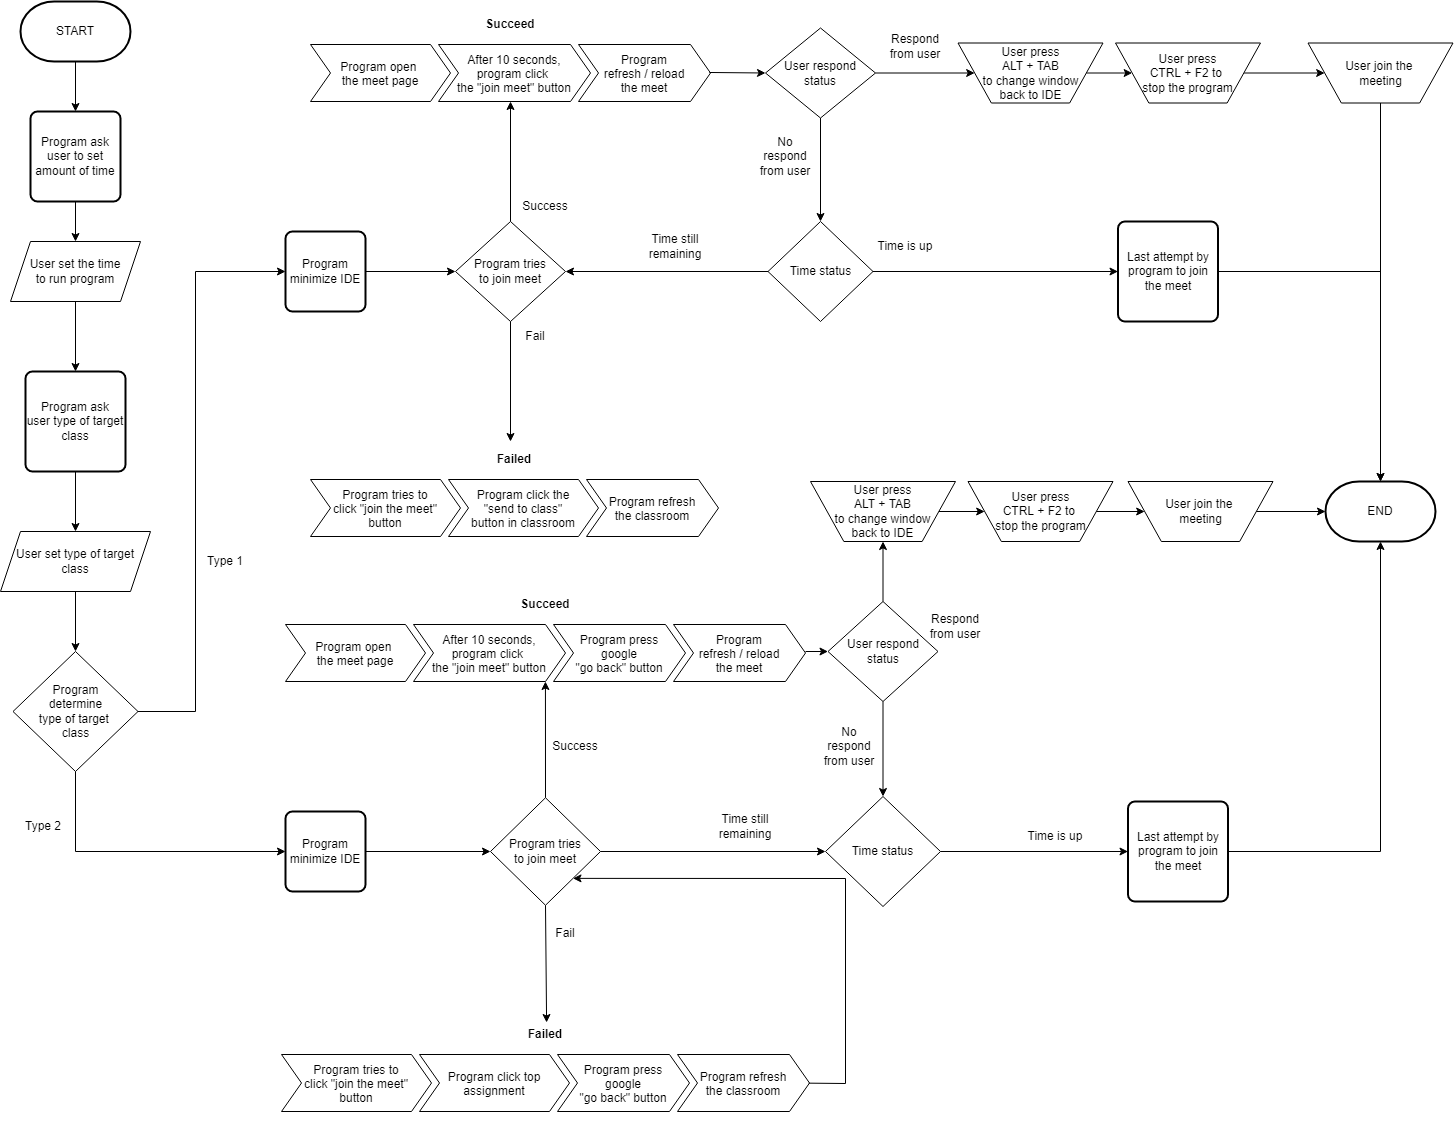 START
Program ask
user to set
amount of time
User set the time
to run program
Program ask
user type of target
class
User set type of target
class
Program
determine
type of target
class
Type 1
Type 2
Succeed
Program open
the meet page
After 10 seconds,
program click
the "join meet" button
Program
refresh / reload
the meet
User respond
status
Respond
from user
User press
ALT + TAB
to change window
back to IDE
User press
CTRL + F2 to
stop the program
User join the
meeting
No
respond
from user
Success
Program
minimize IDE
Program tries
to join meet
Time still
remaining
Time status
Time is up
Last attempt by
program to join
the meet
Fail
Failed
Program tries to
click "join the meet"
button
Program click the
"send to class"
button in classroom
Program refresh
the classroom
User press
ALT + TAB
to change window
back to IDE
User press
CTRL + F2 to
stop the program
User join the
meeting
END
Succeed
Program open
the meet page
After 10 seconds,
program click
the "join meet" button
Program press
google
"go back" button
Program
refresh / reload
the meet
User respond
status
Respond
from user
No
respond
from user
Success
Program
minimize IDE
Program tries
to join meet
Time still
remaining
Time status
Time is up
Last attempt by
program to join
the meet
Fail
Failed
Program tries to
click "join the meet"
button
Program click top
assignment
Program press
google
"go back" button
Program refresh
the classroom